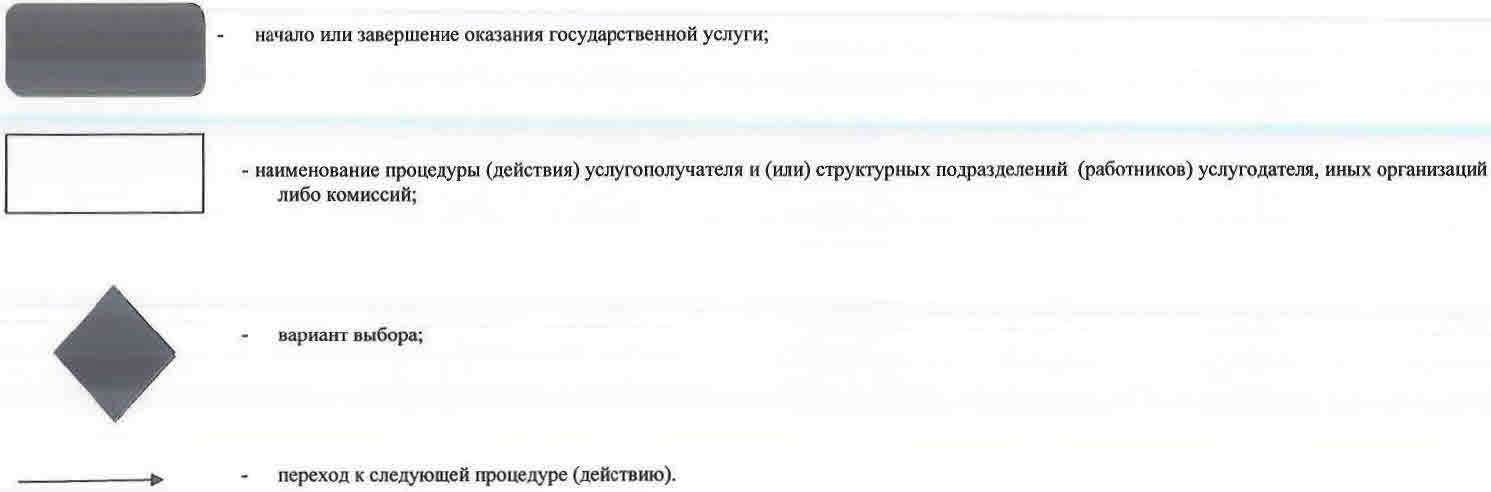 - начало или завершение оказания государственной услуги;
- наименование процедуры (действия) услугополучателя и (или) структурных подразделений (работников) услугодателя, иных организаций
либо комиссий;
- вариант выбора;
- переход к следующей процедуре (действию).